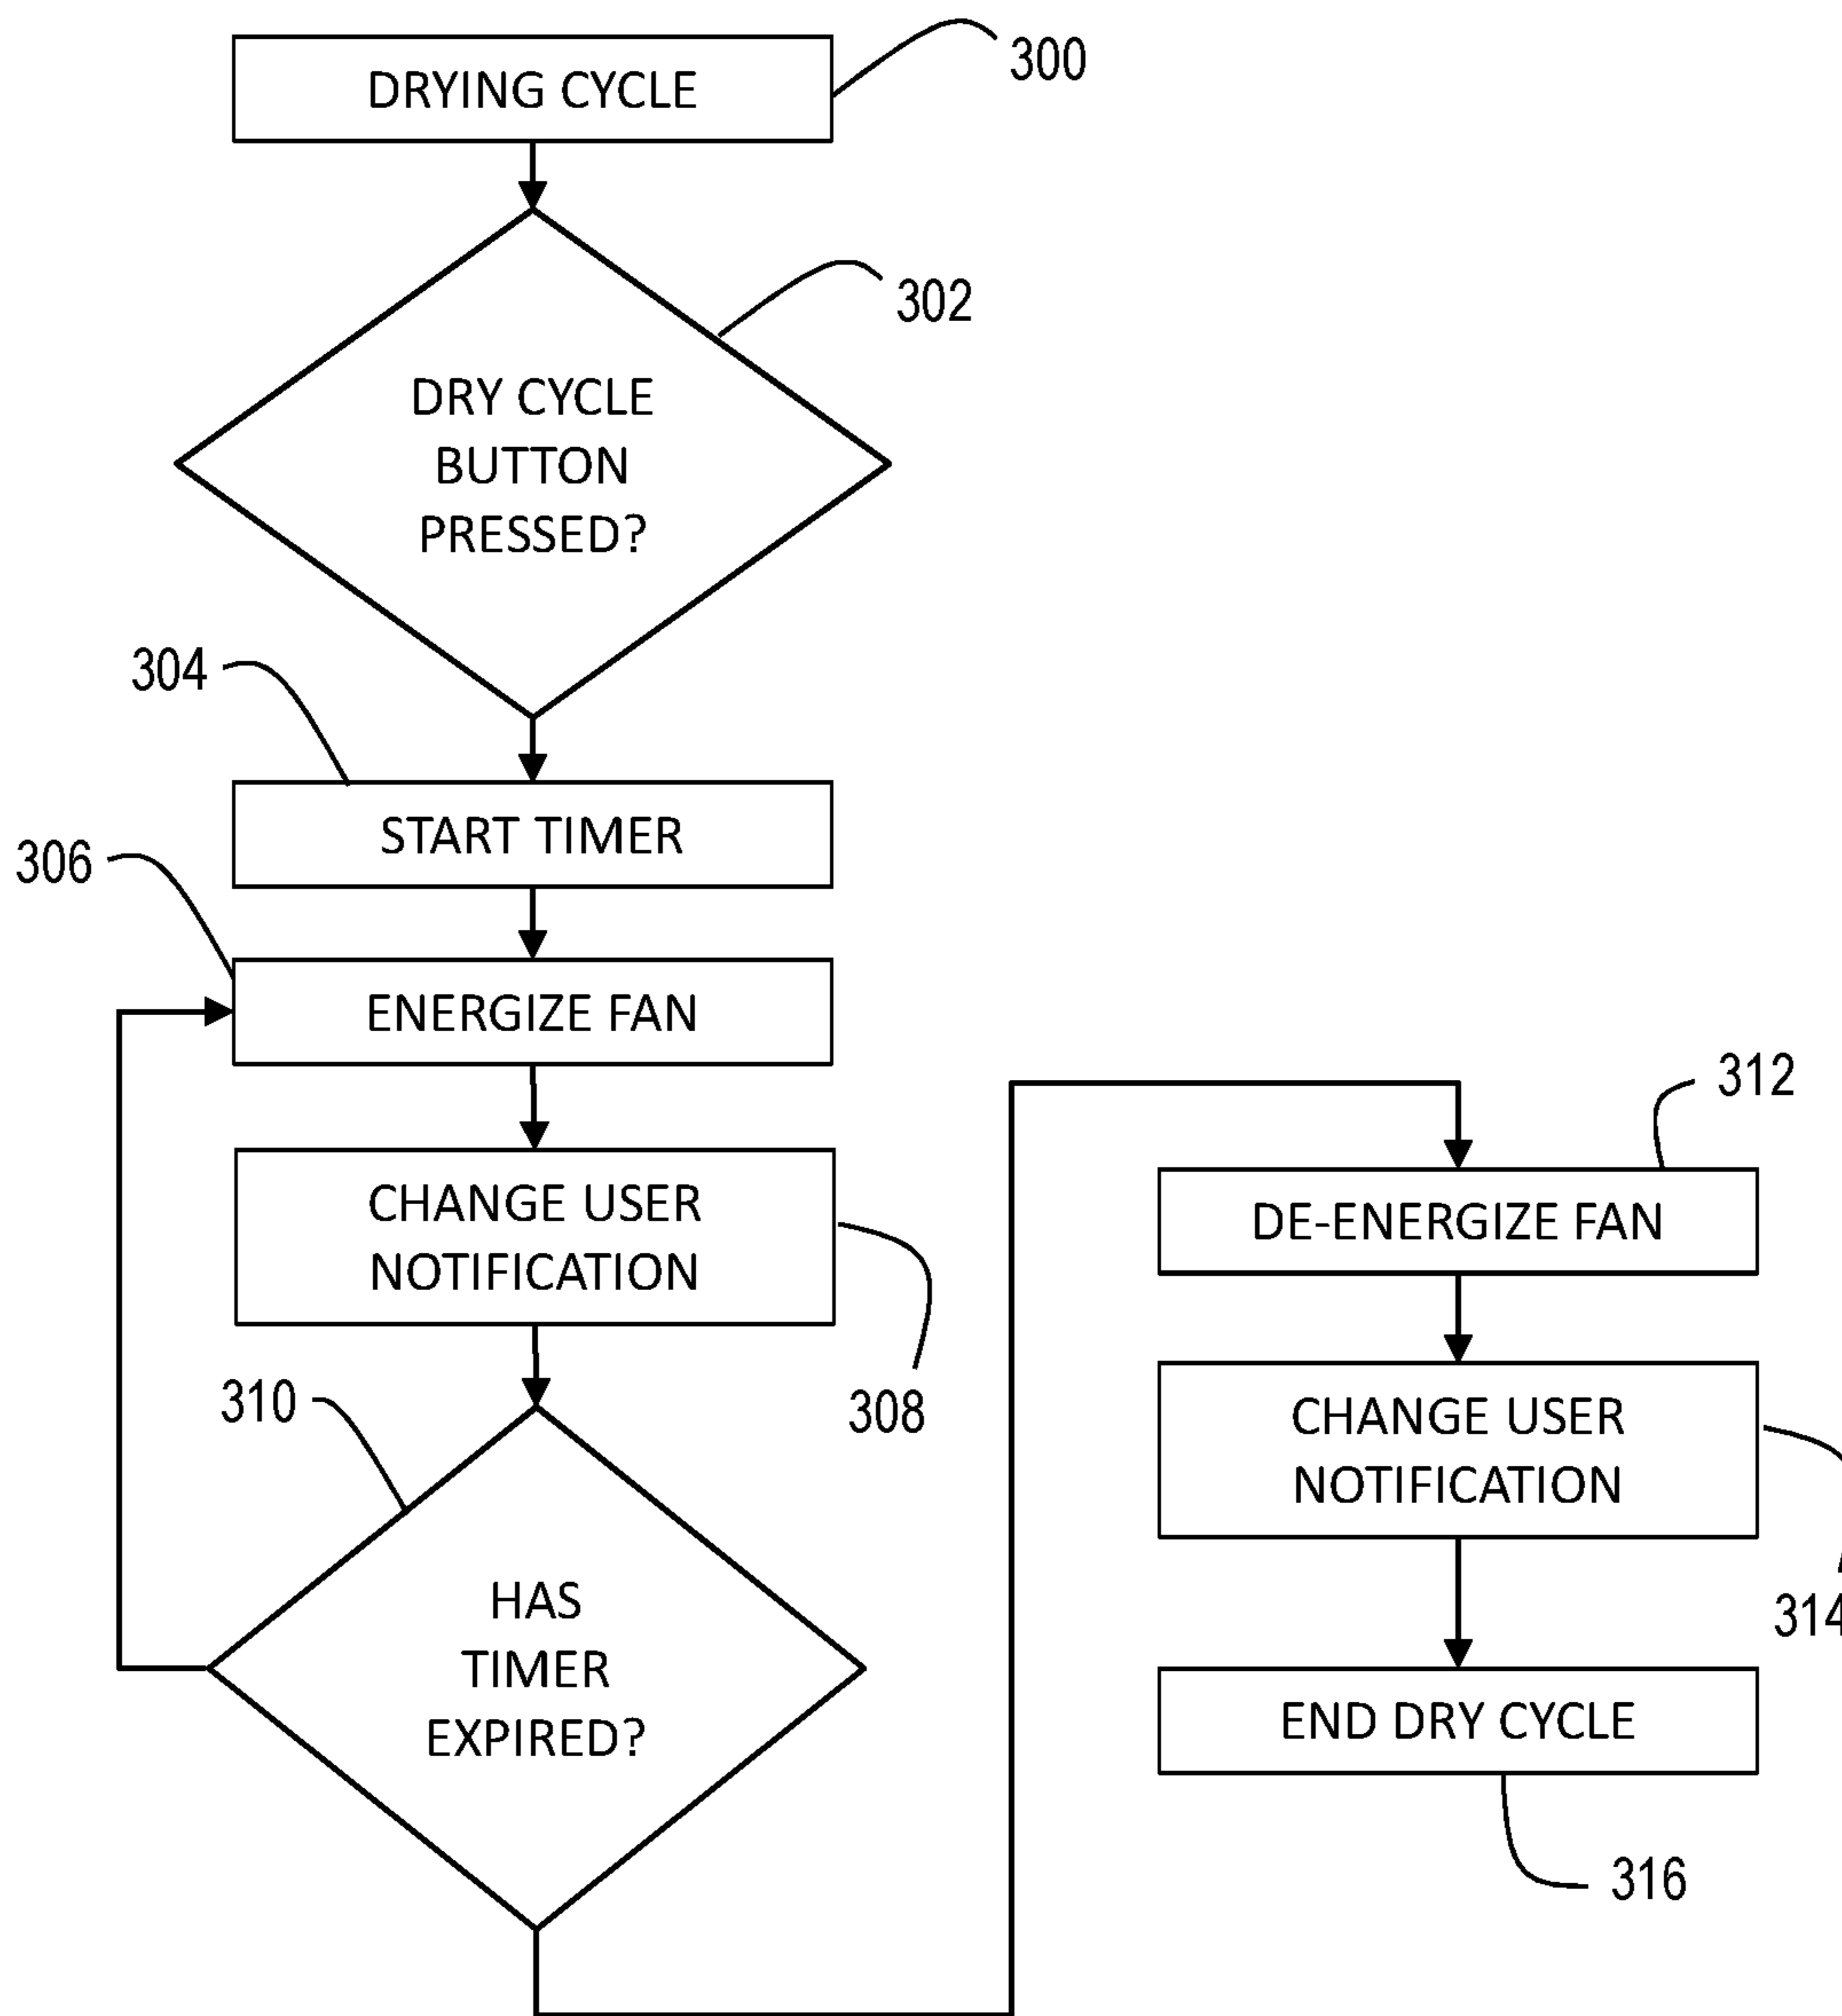 DRYING CYCLE
300
302
DRY CYCLE
BUTTON
PRESSED?
304
START TIMER
306
ENERGIZE FAN
CHANGE USER
NOTIFICATION
308
310
HAS
TIMER
EXPIRED?
312
DE-ENERGIZE FAN
CHANGE USER
NOTIFICATION
314
END DRY CYCLE
316